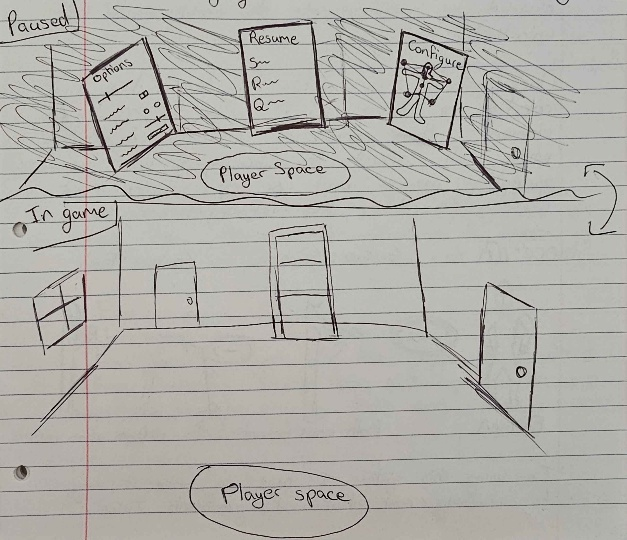 Paused
Options
Resume
S
R
Q
Configure
Player Space
In game
Player space